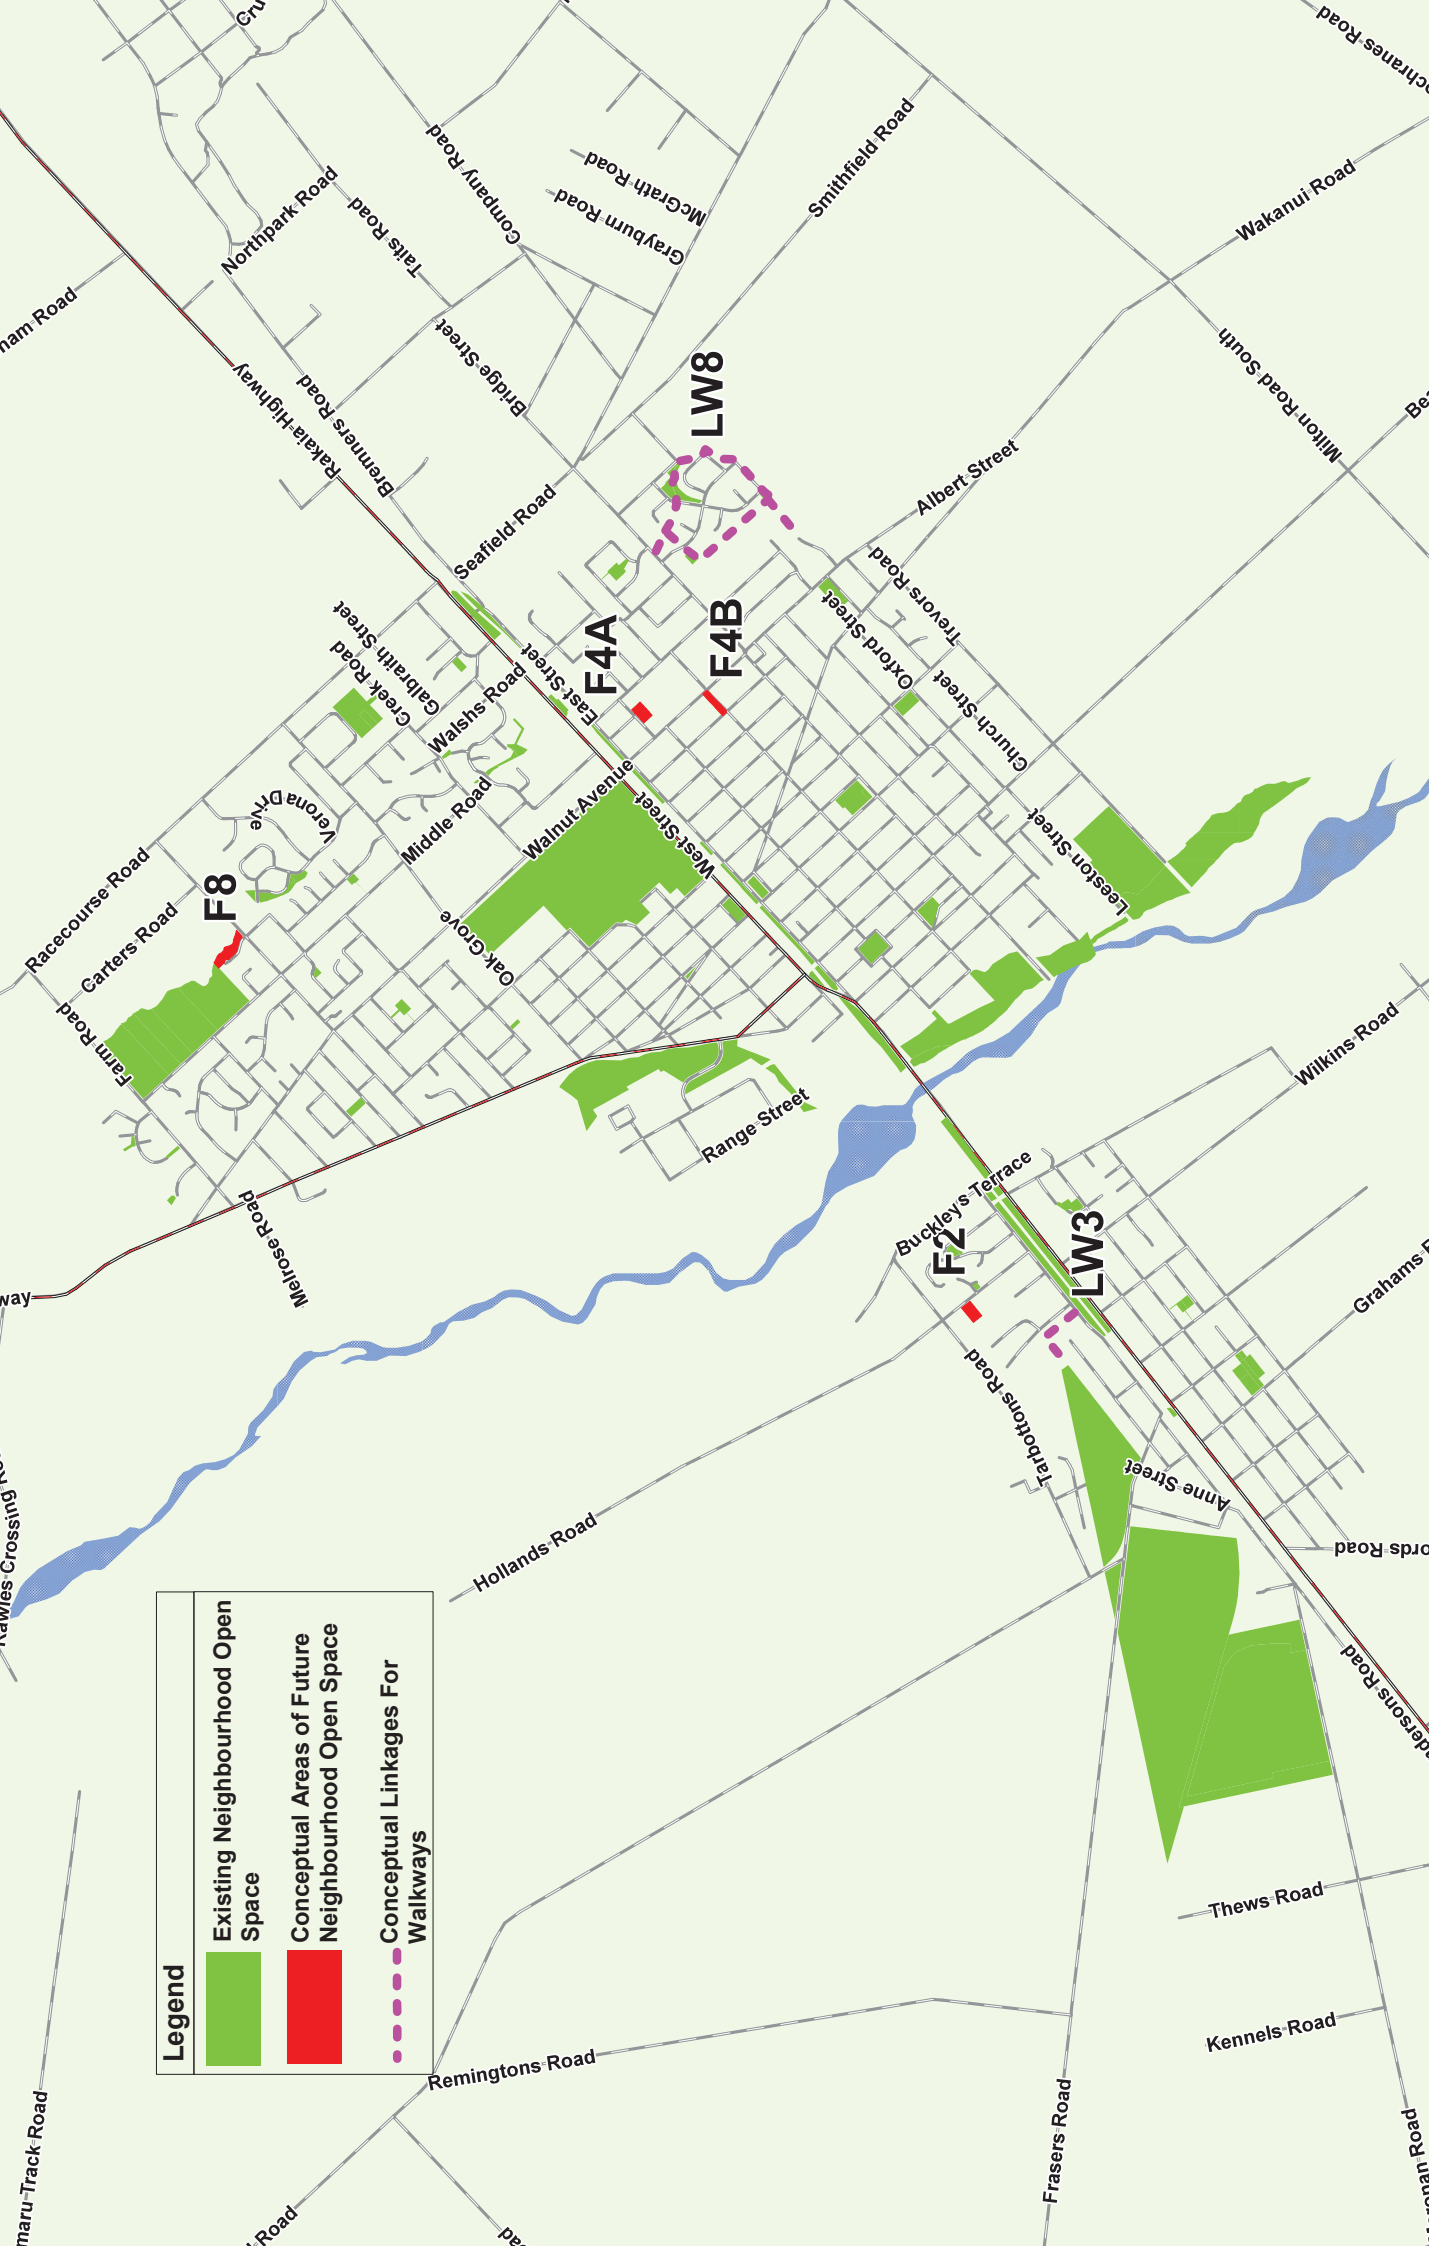 Northpark Road
Taits Road
Company Road
McGrath Road
Grayburn Road
Smithfield Road
Wakanui Road
Milton Road South
Rakaia Highway
Bremners Road
Bridge Street
LW8
Seafield Road
Albert Street
Trevors Road
Oxford Street
Church Street
Leeston Street
F4A
F4B
East Street
Galbraith Street
Creek Road
Walshs Road
Middle Road
Walnut Avenue
West Street
Oak Grove
Verona Drive
F8
Racecourse Road
Carters Road
Farm Road
Melrose Road
Range Street
Wilkins Road
Buckleys Terrace
F2
LW3
Tarbottons Road
Anne Street
Hollands Road
Legend
Existing Neighbourhood Open
Space
Conceptual Areas of Future
Neighbourhood Open Space
Conceptual Linkages For
Walkways
Thews Road
Kennels Road
Remingtons Road
Frasers Road